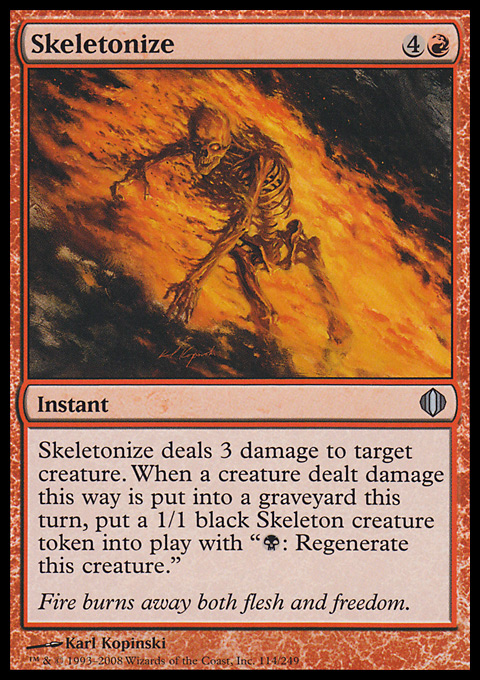 Skeletonize 4
Instant
Skeletonize deals 3 damage to target
creature. When a creature dealt damage
this way is put into a graveyard this
turn, put a 1/1 black Skeleton creature
token into play with “: Regenerate
this creature.”
Fire burns away both flesh and freedom.
Karl Kopinski
™ & © 1993-2008 Wizards of the Coast, Inc. 114/249